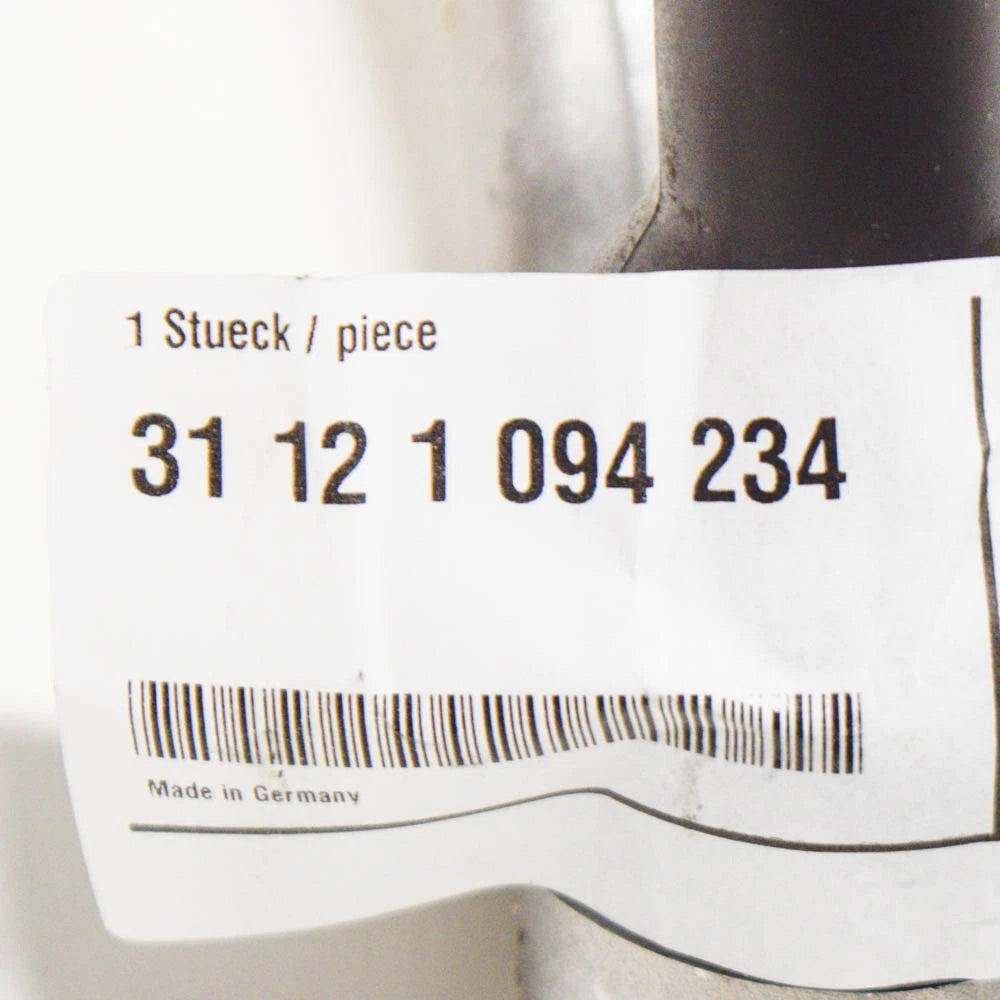 1 Stueck / piece
31 12 1 094 234
Made in Germany